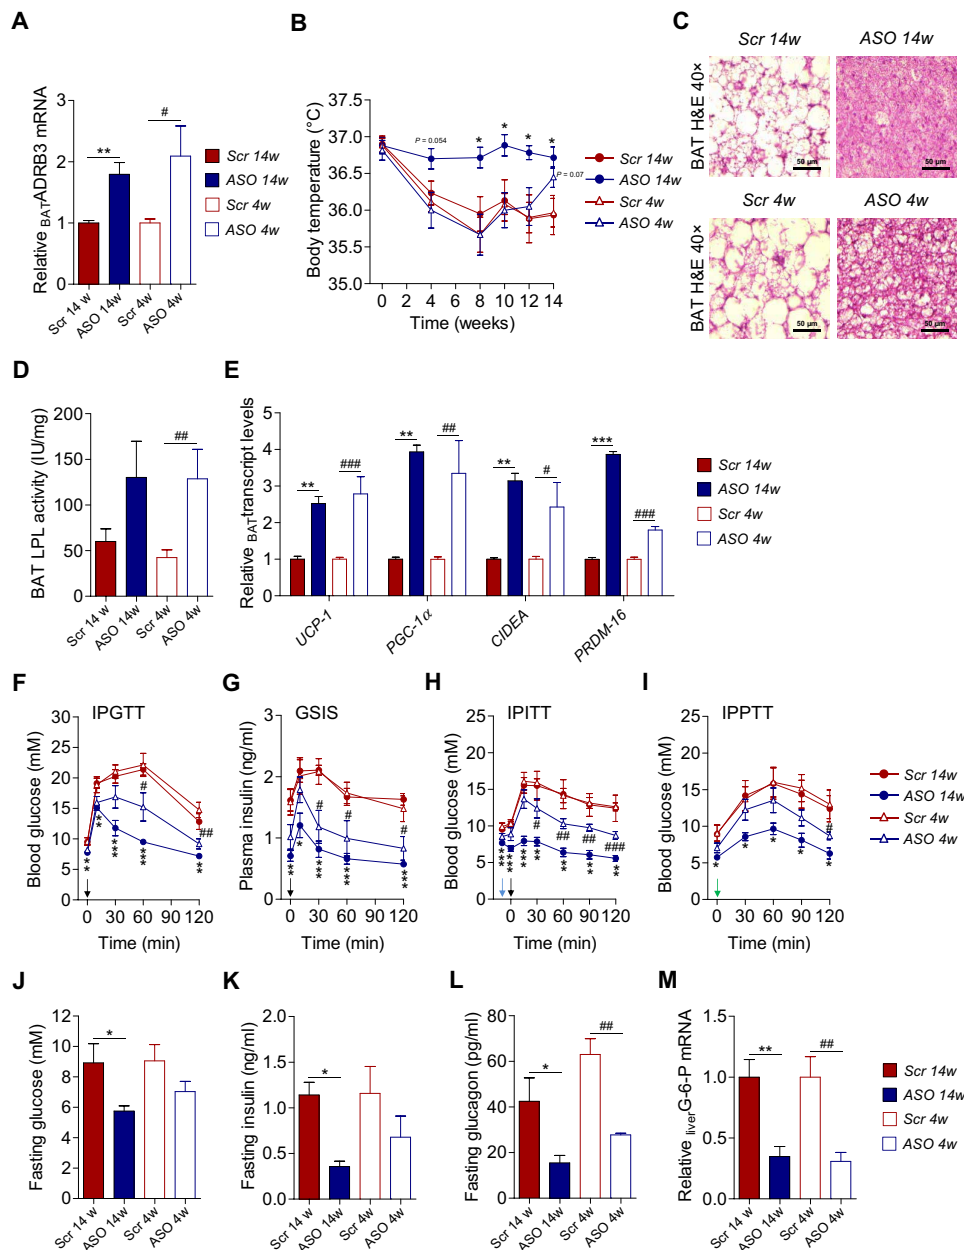 A
Relative BATADRB3 mRNA
3
2
1
0
**
#
Scr 14 w
ASO 14w
Scr 4w
ASO 4w
Scr 14w
ASO 14w
Scr 4w
ASO 4w
B
Body temperature (°C)
37.5
37.0
36.5
36.0
35.5
35.0
P = 0.054
*
*
*
*
P = 0.07
0 2 4 6 8 10 12 14
Time (weeks)
Scr 14w
ASO 14w
Scr 4w
ASO 4w
C
Scr 14w
ASO 14w
BAT H&E 40×
50 µm
50 µm
Scr 4w
ASO 4w
BAT H&E 40×
50 µm
50 µm
D
BAT LPL activity (IU/mg)
200
150
100
50
0
##
Scr 14 w
ASO 14w
Scr 4w
ASO 4w
E
Relative BATtranscript levels
5
4
3
2
1
0
**
###
**
##
**
#
***
###
UCP-1
PGC-1α
CIDEA
PRDM-16
Scr 14w
ASO 14w
Scr 4w
ASO 4w
F
IPGTT
Blood glucose (mM)
30
25
20
15
10
5
0
**
**
***
#
***
##
**
0 30 60 90 120
Time (min)
G
GSIS
Plasma insulin (ng/ml)
3
2
1
0
**
*
#
***
#
***
#
***
0 30 60 90 120
Time (min)
H
IPITT
Blood glucose (mM)
25
20
15
10
5
0
***
***
***
#
***
##
**
##
**
###
**
0 30 60 90 120
Time (min)
I
IPPTT
Blood glucose (mM)
25
20
15
10
5
0
*
*
*
*
#
*
0 30 60 90 120
Time (min)
Scr 14w
ASO 14w
Scr 4w
ASO 4w
J
Fasting glucose (mM)
12
10
8
6
4
2
0
*
Scr 14 w
ASO 14w
Scr 4w
ASO 4w
K
Fasting insulin (ng/ml)
2.0
1.5
1.0
0.5
0.0
*
Scr 14 w
ASO 14w
Scr 4w
ASO 4w
L
Fasting glucagon (pg/ml)
80
60
40
20
0
*
##
Scr 14 w
ASO 14w
Scr 4w
ASO 4w
M
Relative liverG-6-P mRNA
1.5
1.0
0.5
0.0
**
##
Scr 14 w
ASO 14w
Scr 4w
ASO 4w
Scr 14w
ASO 14w
Scr 4w
ASO 4w